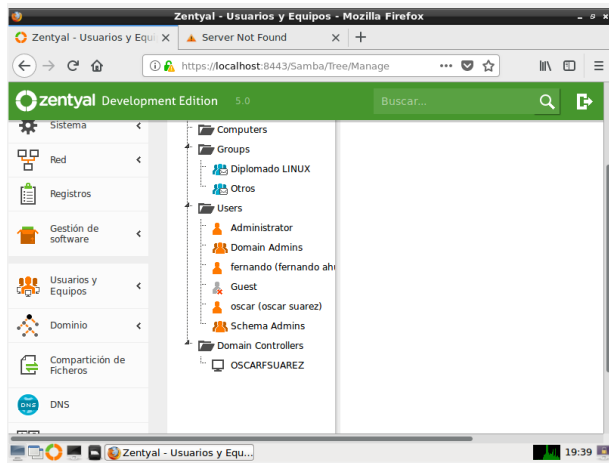 Zentyal - Usuarios y Equipos - Mozilla Firefox
Zentyal - Usuarios y Equi
Server Not Found
https://localhost:8443/Samba/Tree/Manage
zentyal Development Edition 5.0
Buscar...
Sistema
Red
Registros
Gestión de
software
Usuarios y
Equipos
Dominio
Compartición de
Ficheros
DNS
DNS
Computers
Groups
Diplomado LINUX
Otros
Users
Administrator
Domain Admins
fernando (fernando ahu
Guest
oscar (oscar suarez)
Schema Admins
Domain Controllers
OSCARFSUAREZ
Zentyal - Usuarios y Equ...
19:39